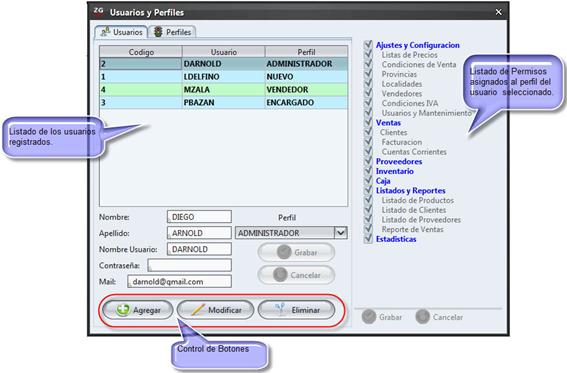 ZG Usuarios y Perfiles
Usuarios Perfiles
Codigo Usuario Perfil
2 DARNOLD ADMINISTRADOR
1 LDELFINO NUEVO
4 MZALA VENDEDOR
3 PBAZAN ENCARGADO
Listado de los usuarios
registrados.
Nombre: DIEGO Perfil
Apellido: ARNOLD ADMINISTRADOR
Nombre Usuario: DARNOLD Grabar
Contraseña:
Cancelar
Mail: darnold@gmail.com
Agregar Modificar Eliminar
Control de Botones
Ajustes y Configuracion
Listas de Precios
Condiciones de Venta
Provincias
Localidades
Vendedores
Condiciones IVA
Usuarios y Mantenimiento
Ventas
Clientes
Facturacion
Cuentas Corrientes
Proveedores
Inventario
Caja
Listados y Reportes
Listado de Productos
Listado de Clientes
Listado de Proveedores
Reporte de Ventas
Estadisticas
Grabar Cancelar
Listado de Permisos
asignados al perfil del
usuario seleccionado.